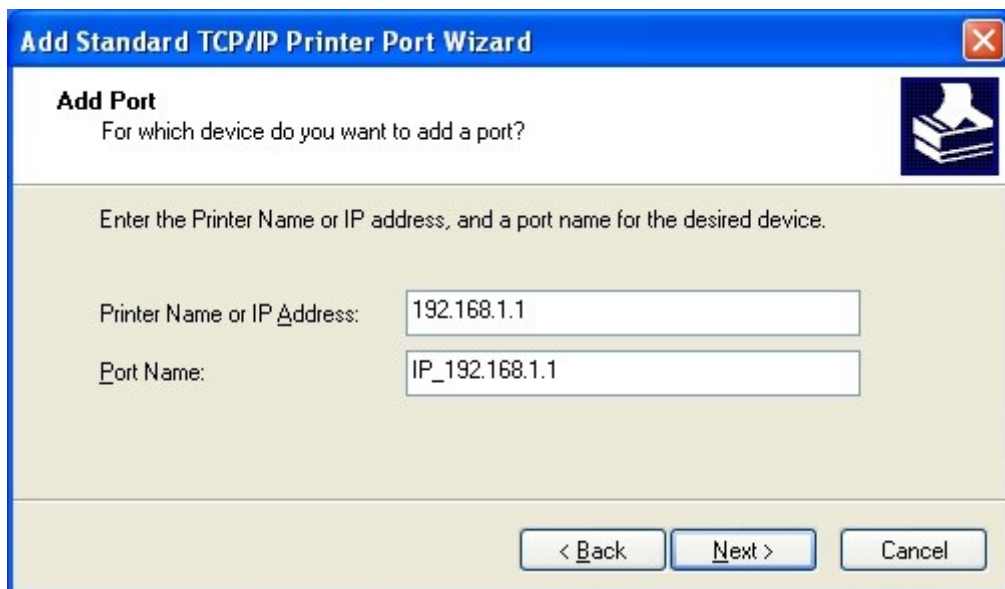 Add Standard TCP/IP Printer Port Wizard
Add Port
For which device do you want to add a port?
Enter the Printer Name or IP address, and a port name for the desired device.
Printer Name or IP Address: 192.168.1.1
Port Name: IP_192.168.1.1
< Back Next > Cancel